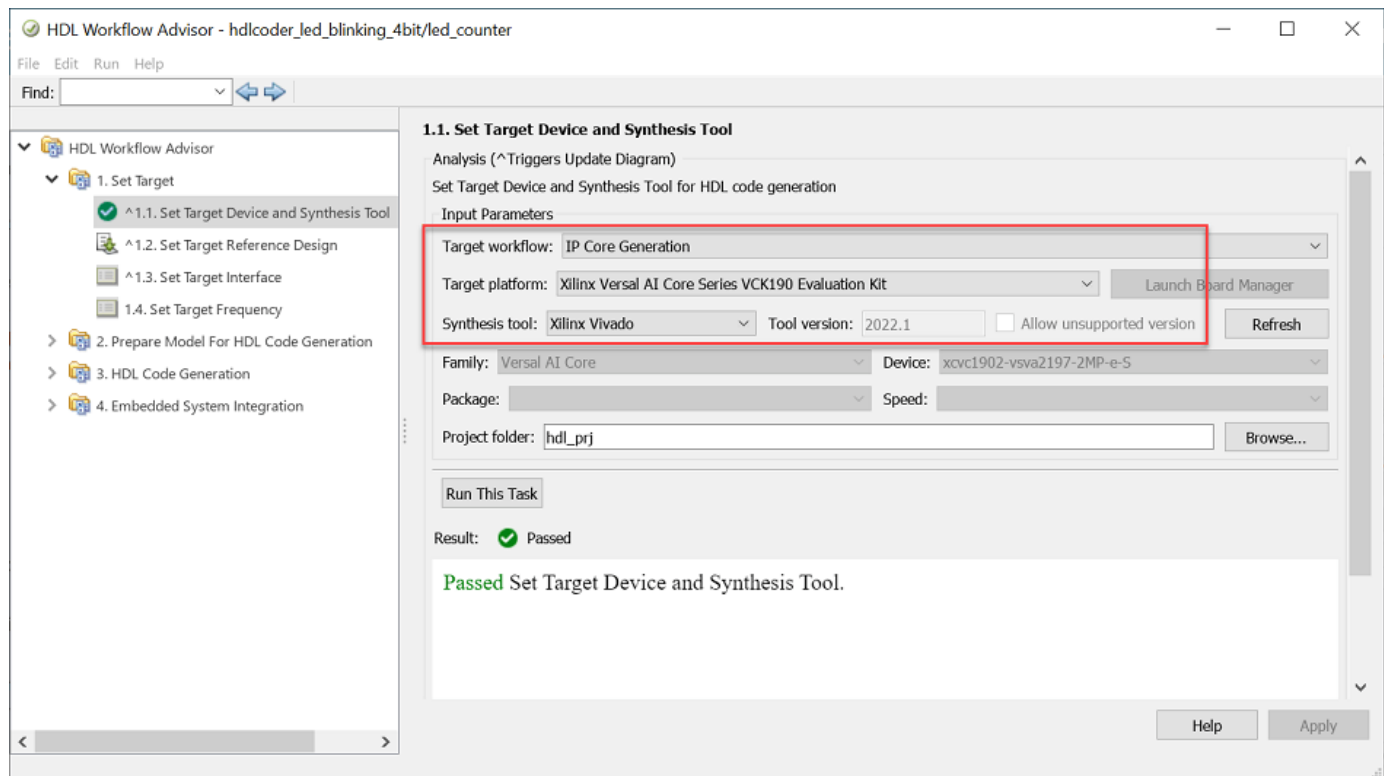 HDL Workflow Advisor - hdlcoder_led_blinking_4bit/led_counter
File Edit Run Help
Find:
HDL Workflow Advisor
1. Set Target
^1.1. Set Target Device and Synthesis Tool
^1.2. Set Target Reference Design
^1.3. Set Target Interface
1.4. Set Target Frequency
2. Prepare Model For HDL Code Generation
3. HDL Code Generation
4. Embedded System Integration
1.1. Set Target Device and Synthesis Tool
Analysis (^Triggers Update Diagram)
Set Target Device and Synthesis Tool for HDL code generation
Input Parameters
Target workflow: IP Core Generation
Target platform: Xilinx Versal AI Core Series VCK190 Evaluation Kit Launch Board Manager
Synthesis tool: Xilinx Vivado Tool version: 2022.1 Allow unsupported version Refresh
Family: Versal AI Core Device: xcvc1902-vsva2197-2MP-e-S
Package: Speed:
Project folder: hdl_prj Browse...
Run This Task
Result: Passed
Passed Set Target Device and Synthesis Tool.
Help Apply